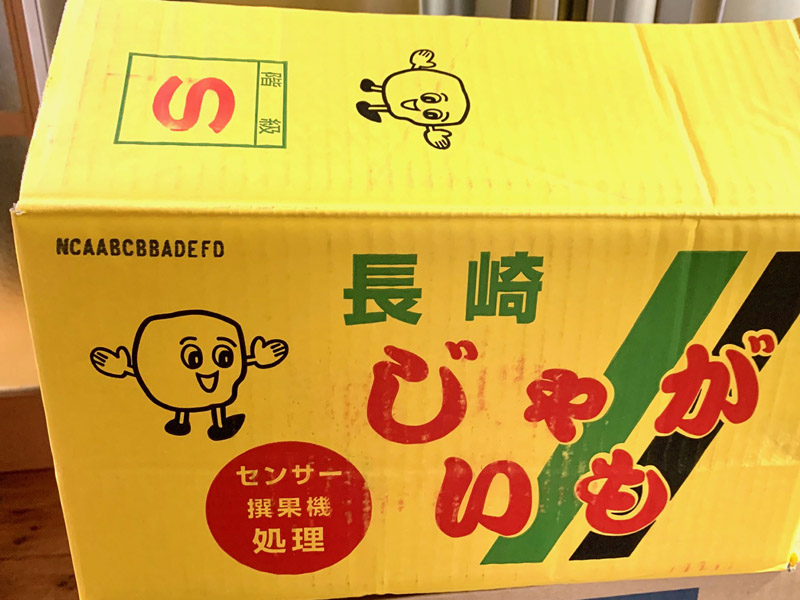 階級
S
NCAABCBBADEFD
長崎
じゃが
いも
センサー
撰果機
処理